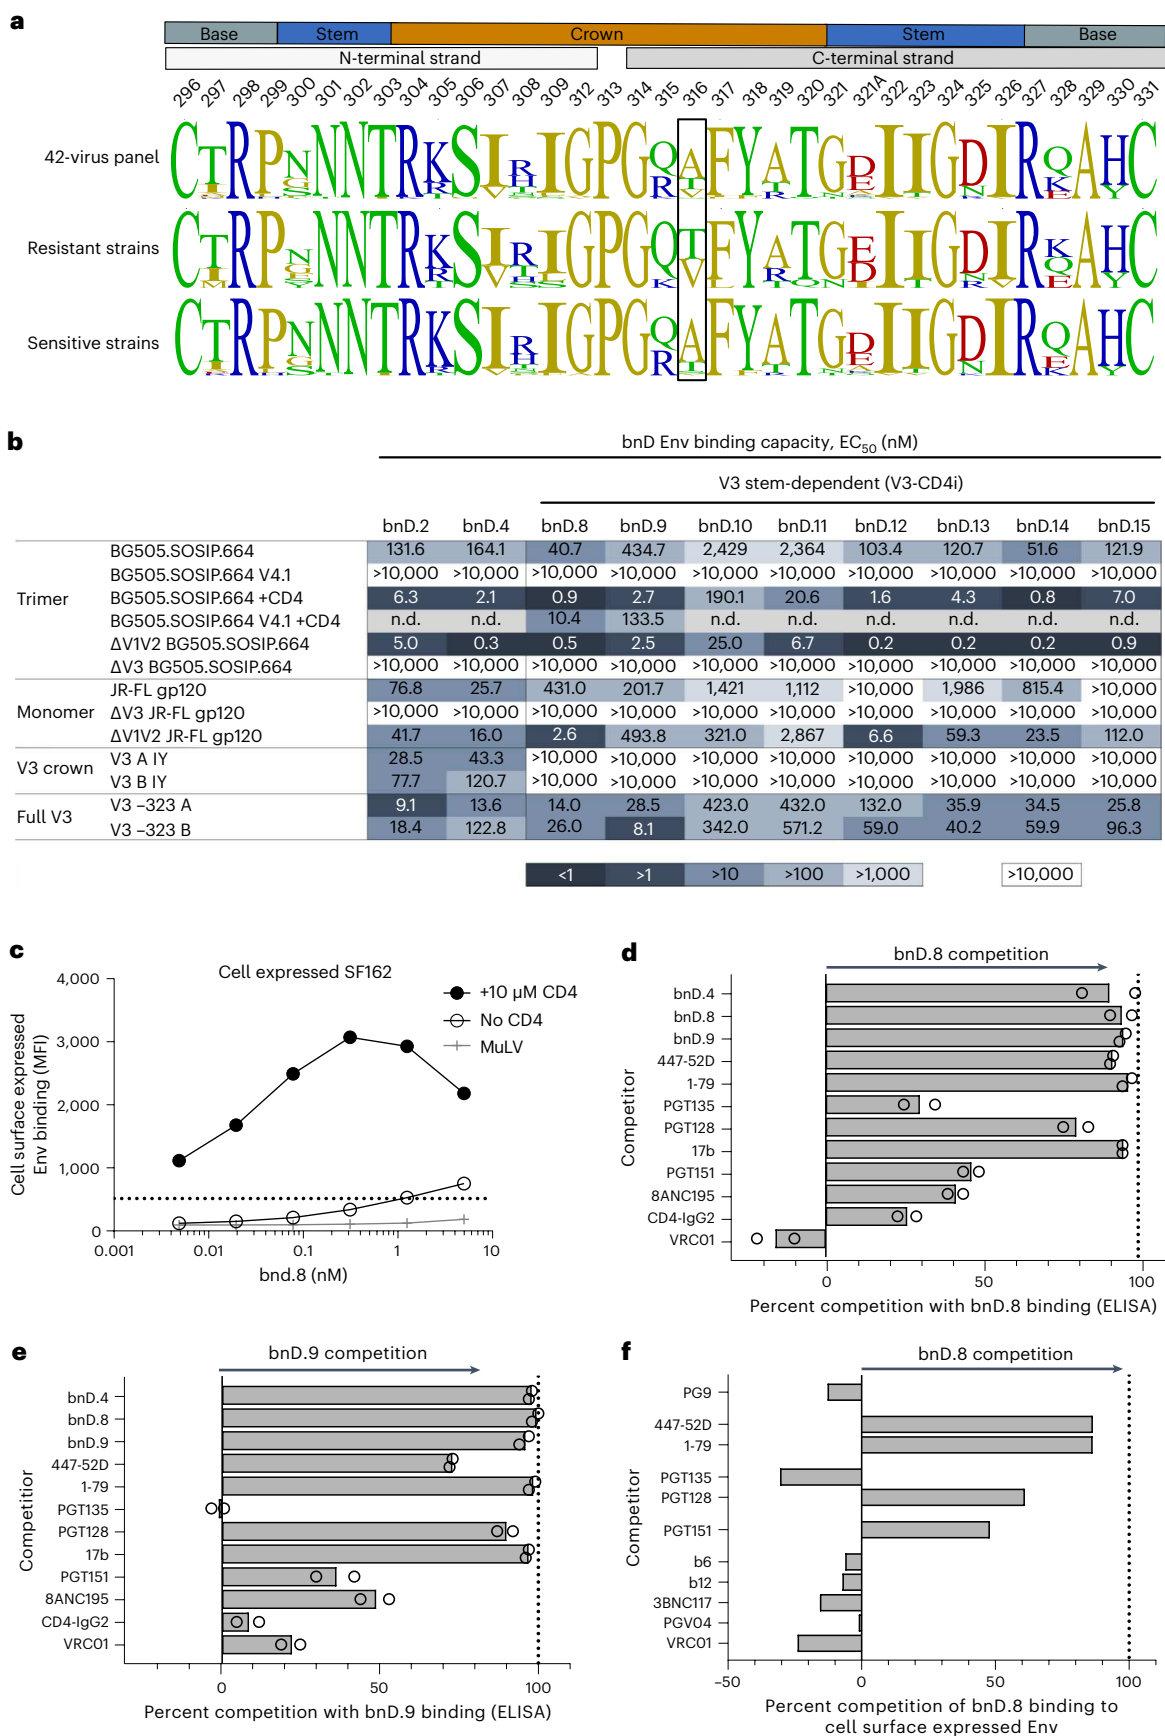 a
Base Stem Crown Stem Base
N-terminal strand C-terminal strand
296 297 298 299 300 301 302 303 304 305 306 307 308 309 312 313 314 315 316 317 318 319 320 321 321A 322 323 324 325 326 327 328 329 330 331
42-virus panel
Resistant strains
Sensitive strains
b
bnD Env binding capacity, EC50 (nM)
V3 stem-dependent (V3-CD4i)
bnD.2 bnD.4 bnD.8 bnD.9 bnD.10 bnD.11 bnD.12 bnD.13 bnD.14 bnD.15
Trimer
BG505.SOSIP.664 131.6 164.1 40.7 434.7 2,429 2,364 103.4 120.7 51.6 121.9
BG505.SOSIP.664 V4.1 >10,000 >10,000 >10,000 >10,000 >10,000 >10,000 >10,000 >10,000 >10,000 >10,000
BG505.SOSIP.664 +CD4 6.3 2.1 0.9 2.7 190.1 20.6 1.6 4.3 0.8 7.0
BG505.SOSIP.664 V4.1 +CD4 n.d. n.d. 10.4 133.5 n.d. n.d. n.d. n.d. n.d. n.d.
ΔV1V2 BG505.SOSIP.664 5.0 0.3 0.5 2.5 25.0 6.7 0.2 0.2 0.2 0.9
ΔV3 BG505.SOSIP.664 >10,000 >10,000 >10,000 >10,000 >10,000 >10,000 >10,000 >10,000 >10,000 >10,000
Monomer
JR-FL gp120 76.8 25.7 431.0 201.7 1,421 1,112 >10,000 1,986 815.4 >10,000
ΔV3 JR-FL gp120 >10,000 >10,000 >10,000 >10,000 >10,000 >10,000 >10,000 >10,000 >10,000 >10,000
ΔV1V2 JR-FL gp120 41.7 16.0 2.6 493.8 321.0 2,867 6.6 59.3 23.5 112.0
V3 crown
V3 A IY 28.5 43.3 >10,000 >10,000 >10,000 >10,000 >10,000 >10,000 >10,000 >10,000
V3 B IY 77.7 120.7 >10,000 >10,000 >10,000 >10,000 >10,000 >10,000 >10,000 >10,000
Full V3
V3 –323 A 9.1 13.6 14.0 28.5 423.0 432.0 132.0 35.9 34.5 25.8
V3 –323 B 18.4 122.8 26.0 8.1 342.0 571.2 59.0 40.2 59.9 96.3
<1 >1 >10 >100 >1,000 >10,000
c
Cell expressed SF162
+10 µM CD4
No CD4
MuLV
Cell surface expressed
Env binding (MFI)
4,000
3,000
2,000
1,000
0
0.001 0.01 0.1 1 10
bnd.8 (nM)
d
bnD.8 competition
Competitor
bnD.4
bnD.8
bnD.9
447-52D
1-79
PGT135
PGT128
17b
PGT151
8ANC195
CD4-IgG2
VRC01
0 50 100
Percent competition with bnD.8 binding (ELISA)
e
bnD.9 competition
Competitor
bnD.4
bnD.8
bnD.9
447-52D
1-79
PGT135
PGT128
17b
PGT151
8ANC195
CD4-IgG2
VRC01
0 50 100
Percent competition with bnD.9 binding (ELISA)
f
bnD.8 competition
Competitor
PG9
447-52D
1-79
PGT135
PGT128
PGT151
b6
b12
3BNC117
PGV04
VRC01
–50 0 50 100
Percent competition of bnD.8 binding to
cell surface expressed Env